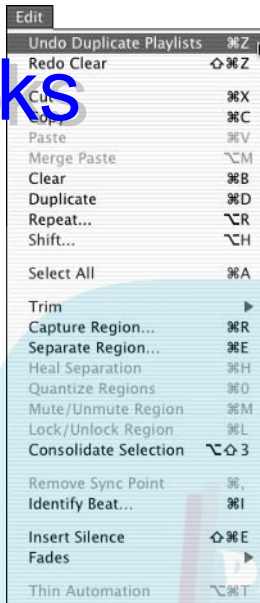 Edit
Undo Duplicate Playlists ⌘Z
Redo Clear ⇧⌘Z
ks
Cut ⌘X
Copy ⌘C
Paste ⌘V
Merge Paste ⌥M
Clear ⌘B
Duplicate ⌘D
Repeat... ⌥R
Shift... ⌥H
Select All ⌘A
Trim
Capture Region... ⌘R
Separate Region... ⌘E
Heal Separation ⌘H
Quantize Regions ⌘0
Mute/Unmute Region ⌘M
Lock/Unlock Region ⌘L
Consolidate Selection ⌥⇧3
Remove Sync Point ⌘,
Identify Beat... ⌘I
Insert Silence ⇧⌘E
Fades
Thin Automation ⌥⌘T